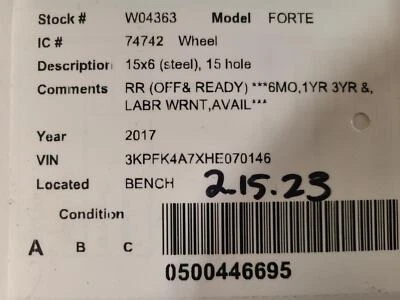 Stock # W04363 Model FORTE
IC # 74742 Wheel
Description 15x6 (steel), 15 hole
Comments RR (OFF& READY) ***6MO,1YR 3YR &,
LABR WRNT,AVAIL***
Year 2017
VIN 3KPFK4A7XHE070146
Located BENCH 2.15.23
Condition
A B C
0500446695